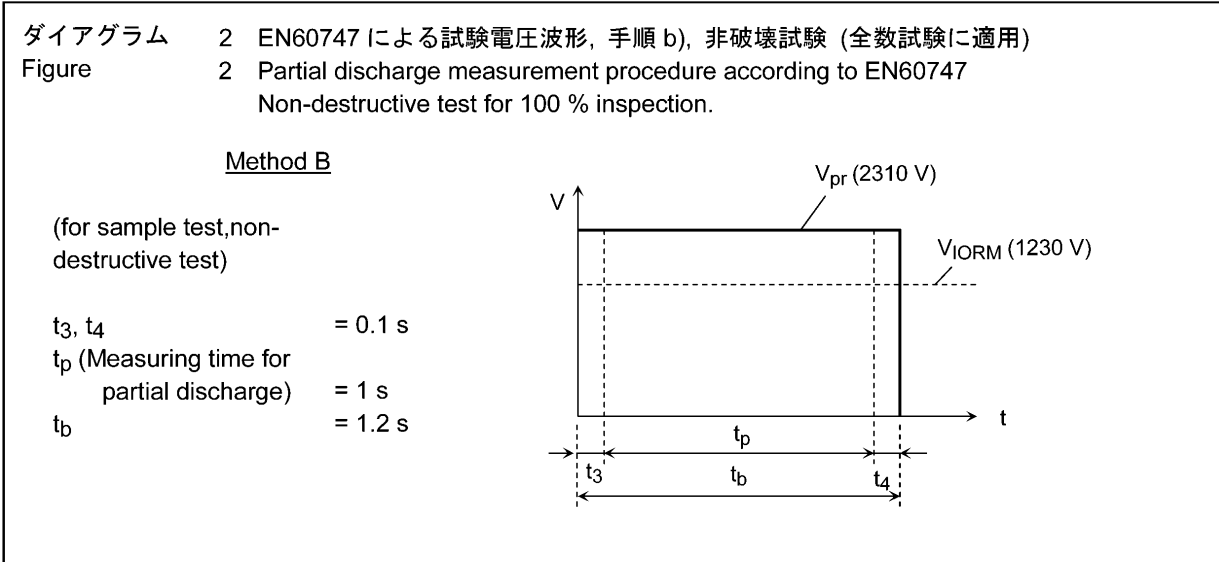 ダイアグラム 2 EN60747 による試験電圧波形, 手順 b), 非破壊試験 (全数試験に適用)
Figure 2 Partial discharge measurement procedure according to EN60747
Non-destructive test for 100 % inspection.
Method B
(for sample test,non-
destructive test)
t3, t4 = 0.1 s
tp (Measuring time for
partial discharge) = 1 s
tb = 1.2 s
Vpr (2310 V)
V
VIORM (1230 V)
t
tp
t3 tb t4